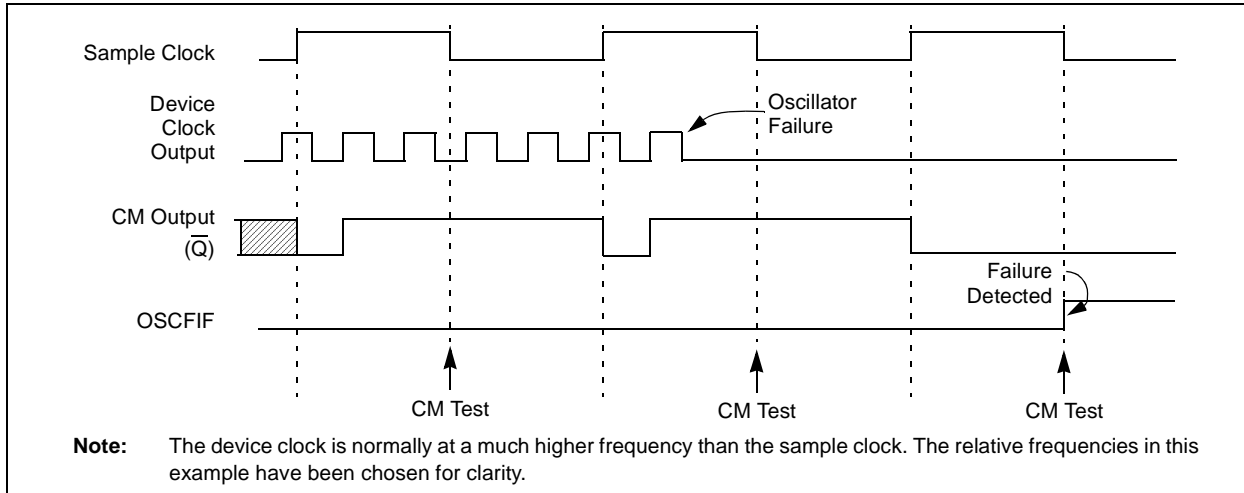 Sample Clock
Device
Clock
Output
Oscillator
Failure
CM Output
(Q̅)
Failure
Detected
OSCFIF
CM Test
CM Test
CM Test
Note: The device clock is normally at a much higher frequency than the sample clock. The relative frequencies in this
example have been chosen for clarity.